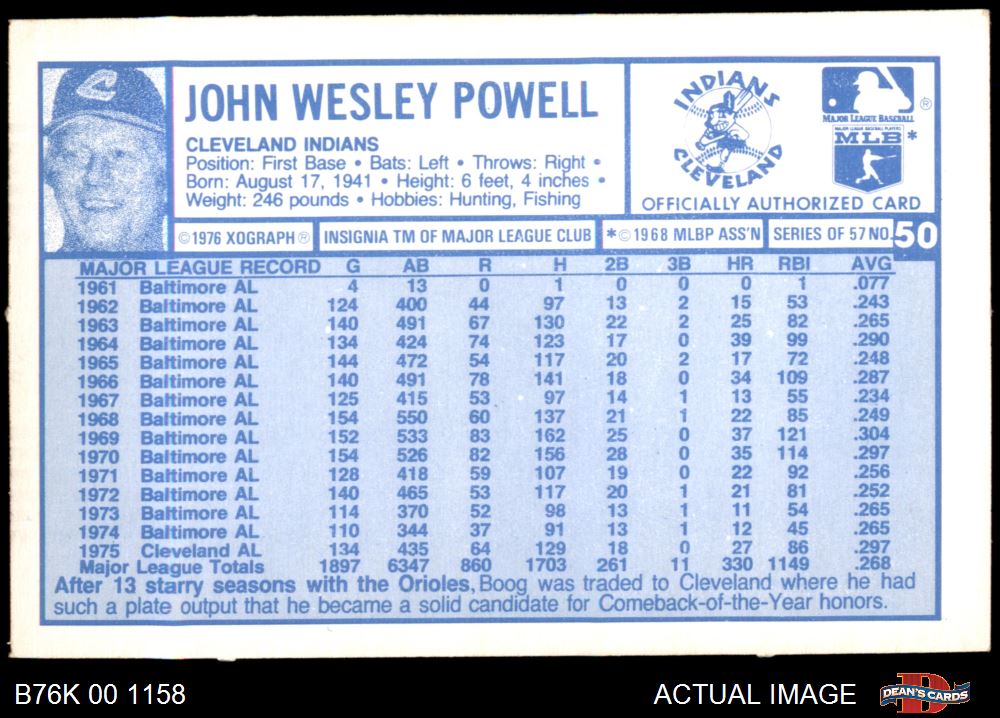 JOHN WESLEY POWELL
CLEVELAND INDIANS
Position: First Base • Bats: Left • Throws: Right •
Born: August 17, 1941 • Height: 6 feet, 4 inches •
Weight: 246 pounds • Hobbies: Hunting, Fishing
C
INDIANS
CLEVELAND
®
MAJOR LEAGUE BASEBALL
MAJOR LEAGUE BASEBALL PLAYERS
MLB *
OFFICIALLY AUTHORIZED CARD
©1976 XOGRAPH® INSIGNIA TM OF MAJOR LEAGUE CLUB *©1968 MLBP ASS'N SERIES OF 57 NO. 50
MAJOR LEAGUE RECORD G AB R H 2B 3B HR RBI AVG
1961 Baltimore AL 4 13 0 1 0 0 0 1 .077
1962 Baltimore AL 124 400 44 97 13 2 15 53 .243
1963 Baltimore AL 140 491 67 130 22 2 25 82 .265
1964 Baltimore AL 134 424 74 123 17 0 39 99 .290
1965 Baltimore AL 144 472 54 117 20 2 17 72 .248
1966 Baltimore AL 140 491 78 141 18 0 34 109 .287
1967 Baltimore AL 125 415 53 97 14 1 13 55 .234
1968 Baltimore AL 154 550 60 137 21 1 22 85 .249
1969 Baltimore AL 152 533 83 162 25 0 37 121 .304
1970 Baltimore AL 154 526 82 156 28 0 35 114 .297
1971 Baltimore AL 128 418 59 107 19 0 22 92 .256
1972 Baltimore AL 140 465 53 117 20 1 21 81 .252
1973 Baltimore AL 114 370 52 98 13 1 11 54 .265
1974 Baltimore AL 110 344 37 91 13 1 12 45 .265
1975 Cleveland AL 134 435 64 129 18 0 27 86 .297
Major League Totals 1897 6347 860 1703 261 11 330 1149 .268
After 13 starry seasons with the Orioles, Boog was traded to Cleveland where he had
such a plate output that he became a solid candidate for Comeback-of-the-Year honors.
B76K 00 1158
ACTUAL IMAGE
DEAN'S CARDS